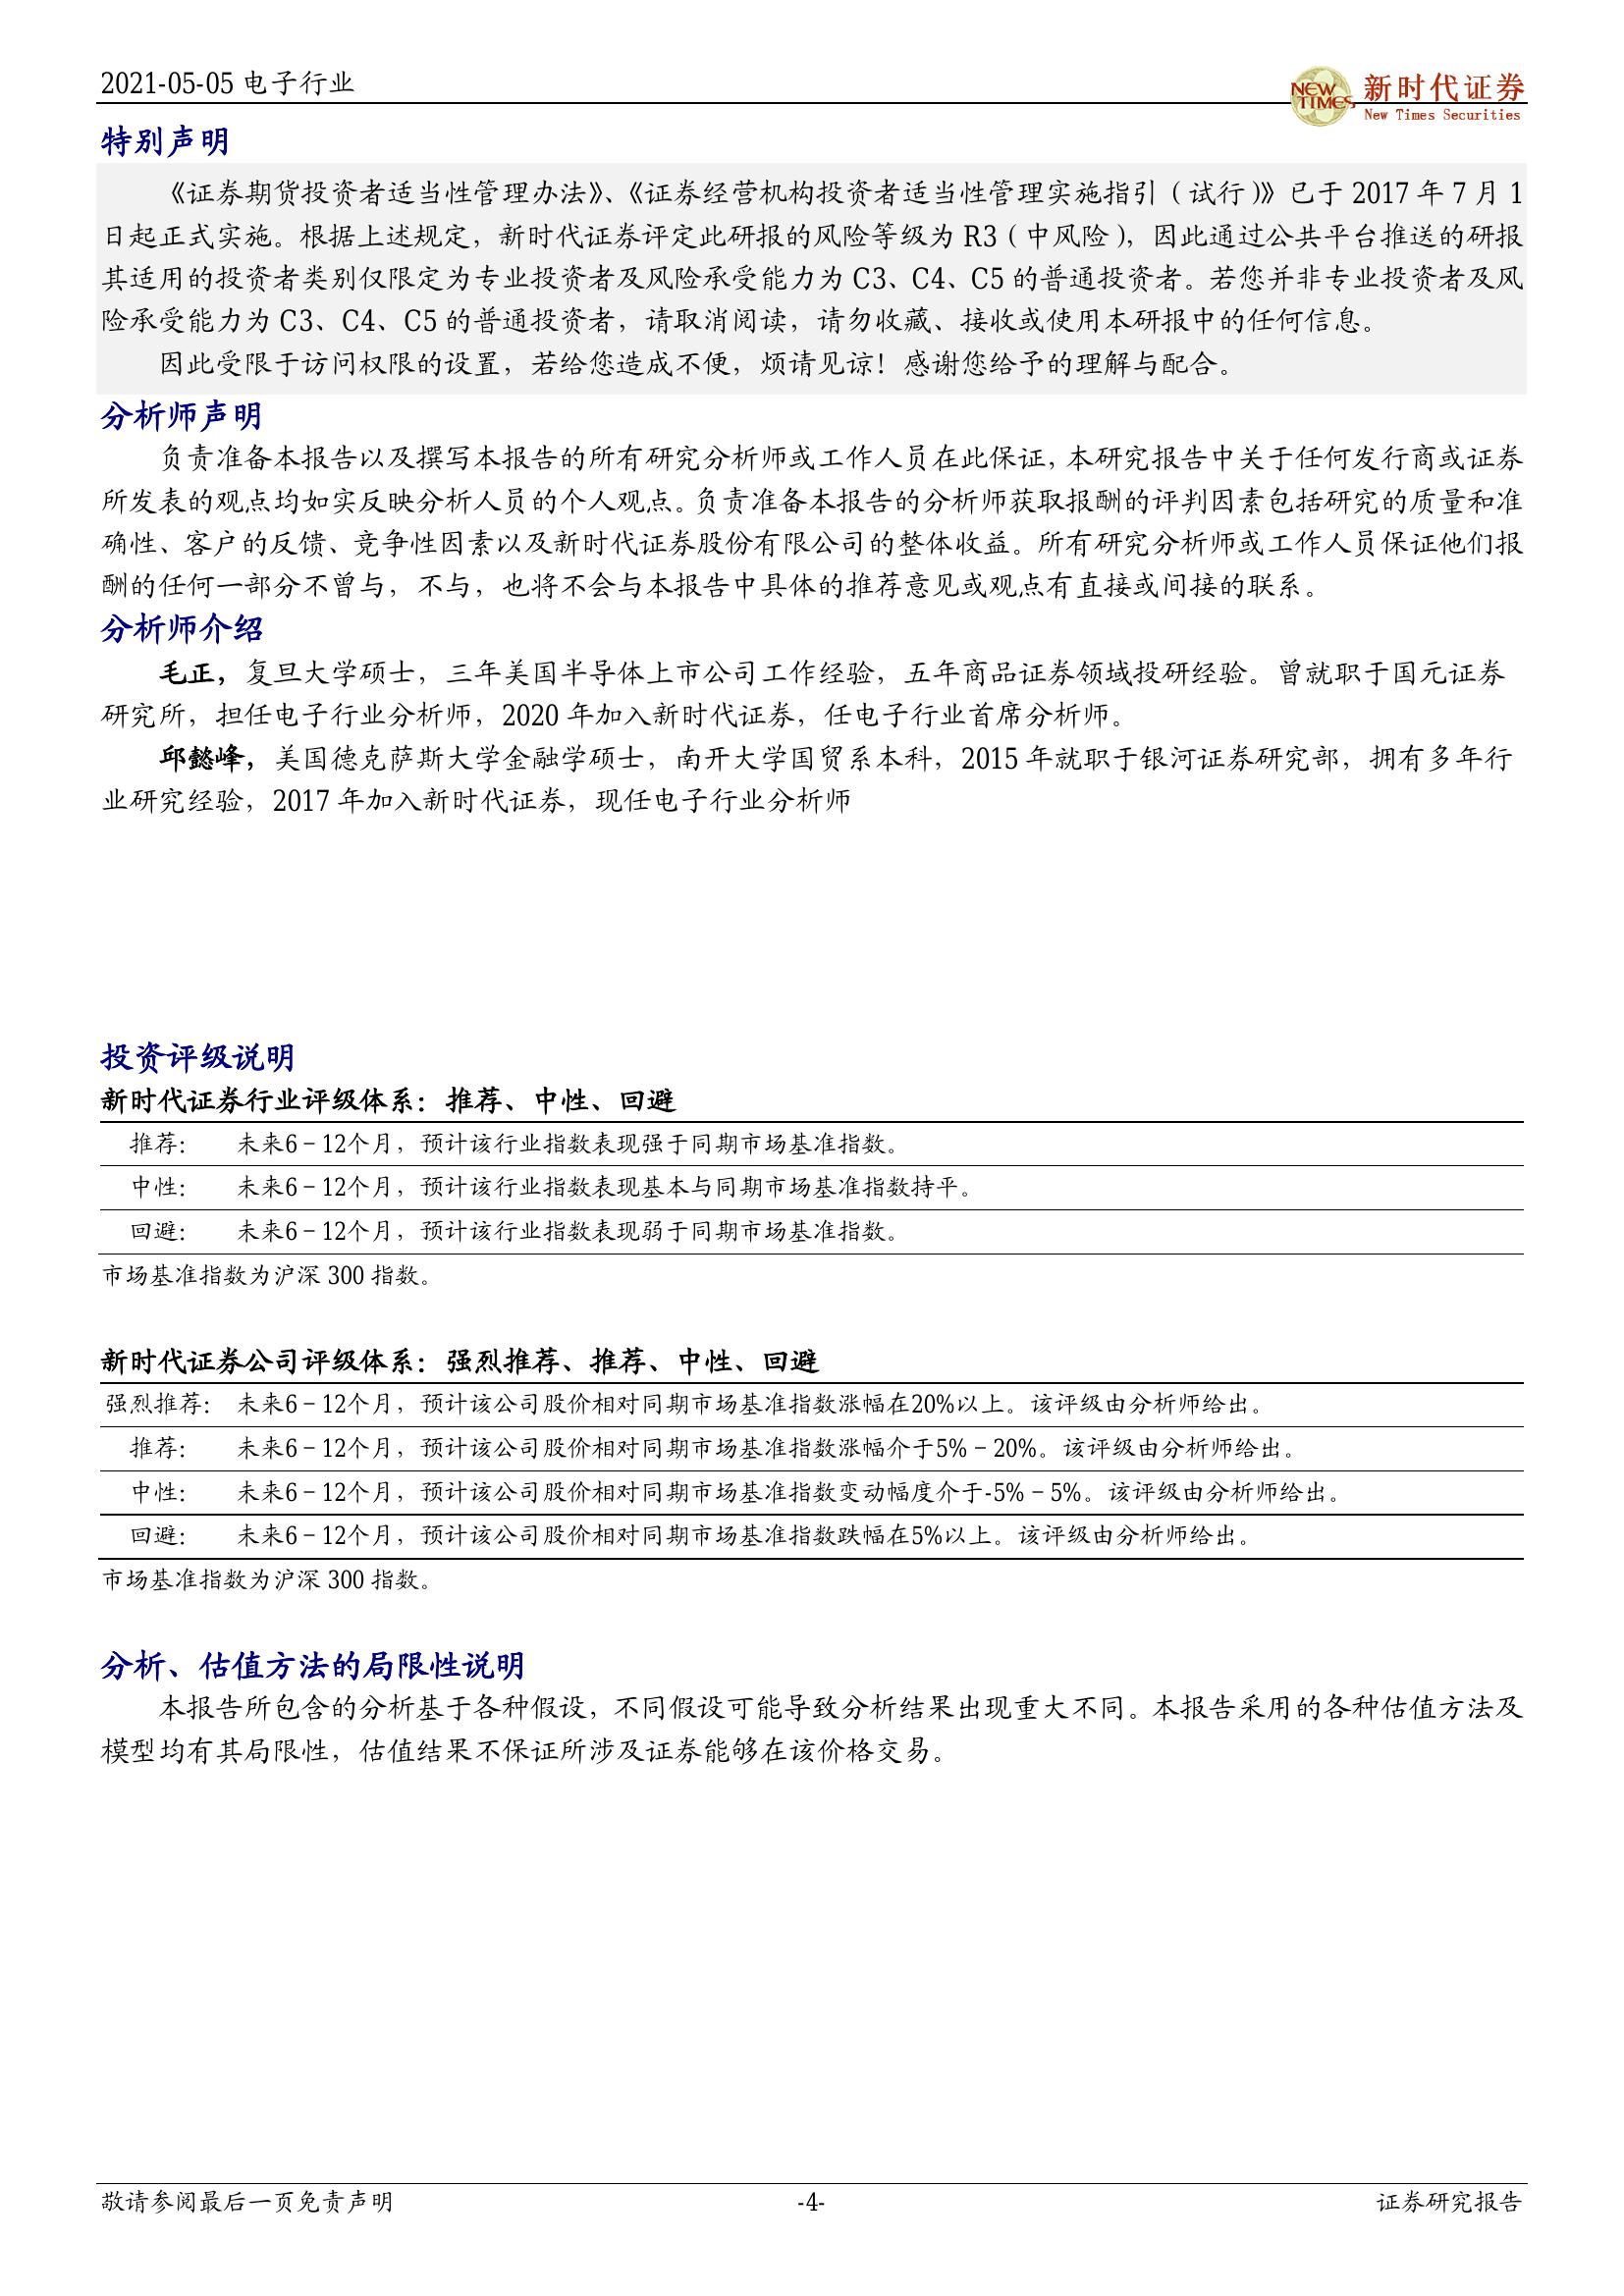 2021-05-05 电子行业
NEW TIMES
新时代证券
New Times Securities
特别声明
《证券期货投资者适当性管理办法》、《证券经营机构投资者适当性管理实施指引（试行）》已于 2017 年 7 月 1
日起正式实施。根据上述规定，新时代证券评定此研报的风险等级为 R3（中风险），因此通过公共平台推送的研报
其适用的投资者类别仅限定为专业投资者及风险承受能力为 C3、C4、C5 的普通投资者。若您并非专业投资者及风
险承受能力为 C3、C4、C5 的普通投资者，请取消阅读，请勿收藏、接收或使用本研报中的任何信息。
因此受限于访问权限的设置，若给您造成不便，烦请见谅！感谢您给予的理解与配合。
分析师声明
负责准备本报告以及撰写本报告的所有研究分析师或工作人员在此保证，本研究报告中关于任何发行商或证券
所发表的观点均如实反映分析人员的个人观点。负责准备本报告的分析师获取报酬的评判因素包括研究的质量和准
确性、客户的反馈、竞争性因素以及新时代证券股份有限公司的整体收益。所有研究分析师或工作人员保证他们报
酬的任何一部分不曾与，不与，也将不会与本报告中具体的推荐意见或观点有直接或间接的联系。
分析师介绍
毛正，复旦大学硕士，三年美国半导体上市公司工作经验，五年商品证券领域投研经验。曾就职于国元证券
研究所，担任电子行业分析师，2020 年加入新时代证券，任电子行业首席分析师。
邱懿峰，美国德克萨斯大学金融学硕士，南开大学国贸系本科，2015 年就职于银河证券研究部，拥有多年行
业研究经验，2017 年加入新时代证券，现任电子行业分析师
投资评级说明
新时代证券行业评级体系：推荐、中性、回避
推荐： 未来6－12个月，预计该行业指数表现强于同期市场基准指数。
中性： 未来6－12个月，预计该行业指数表现基本与同期市场基准指数持平。
回避： 未来6－12个月，预计该行业指数表现弱于同期市场基准指数。
市场基准指数为沪深 300 指数。
新时代证券公司评级体系：强烈推荐、推荐、中性、回避
强烈推荐： 未来6－12个月，预计该公司股价相对同期市场基准指数涨幅在20%以上。该评级由分析师给出。
推荐： 未来6－12个月，预计该公司股价相对同期市场基准指数涨幅介于5%－20%。该评级由分析师给出。
中性： 未来6－12个月，预计该公司股价相对同期市场基准指数变动幅度介于-5%－5%。该评级由分析师给出。
回避： 未来6－12个月，预计该公司股价相对同期市场基准指数跌幅在5%以上。该评级由分析师给出。
市场基准指数为沪深 300 指数。
分析、估值方法的局限性说明
本报告所包含的分析基于各种假设，不同假设可能导致分析结果出现重大不同。本报告采用的各种估值方法及
模型均有其局限性，估值结果不保证所涉及证券能够在该价格交易。
敬请参阅最后一页免责声明
-4-
证券研究报告